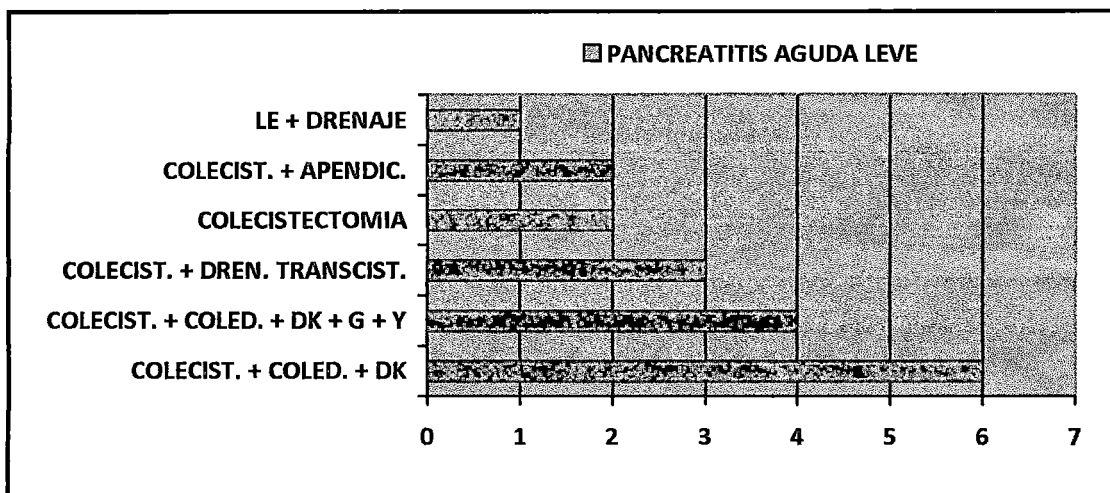 PANCREATITIS AGUDA LEVE
LE + DRENAJE
COLECIST. + APENDIC.
COLECISTECTOMIA
COLECIST. + DREN. TRANSCIST.
COLECIST. + COLED. + DK + G + Y
COLECIST. + COLED. + DK
0 1 2 3 4 5 6 7